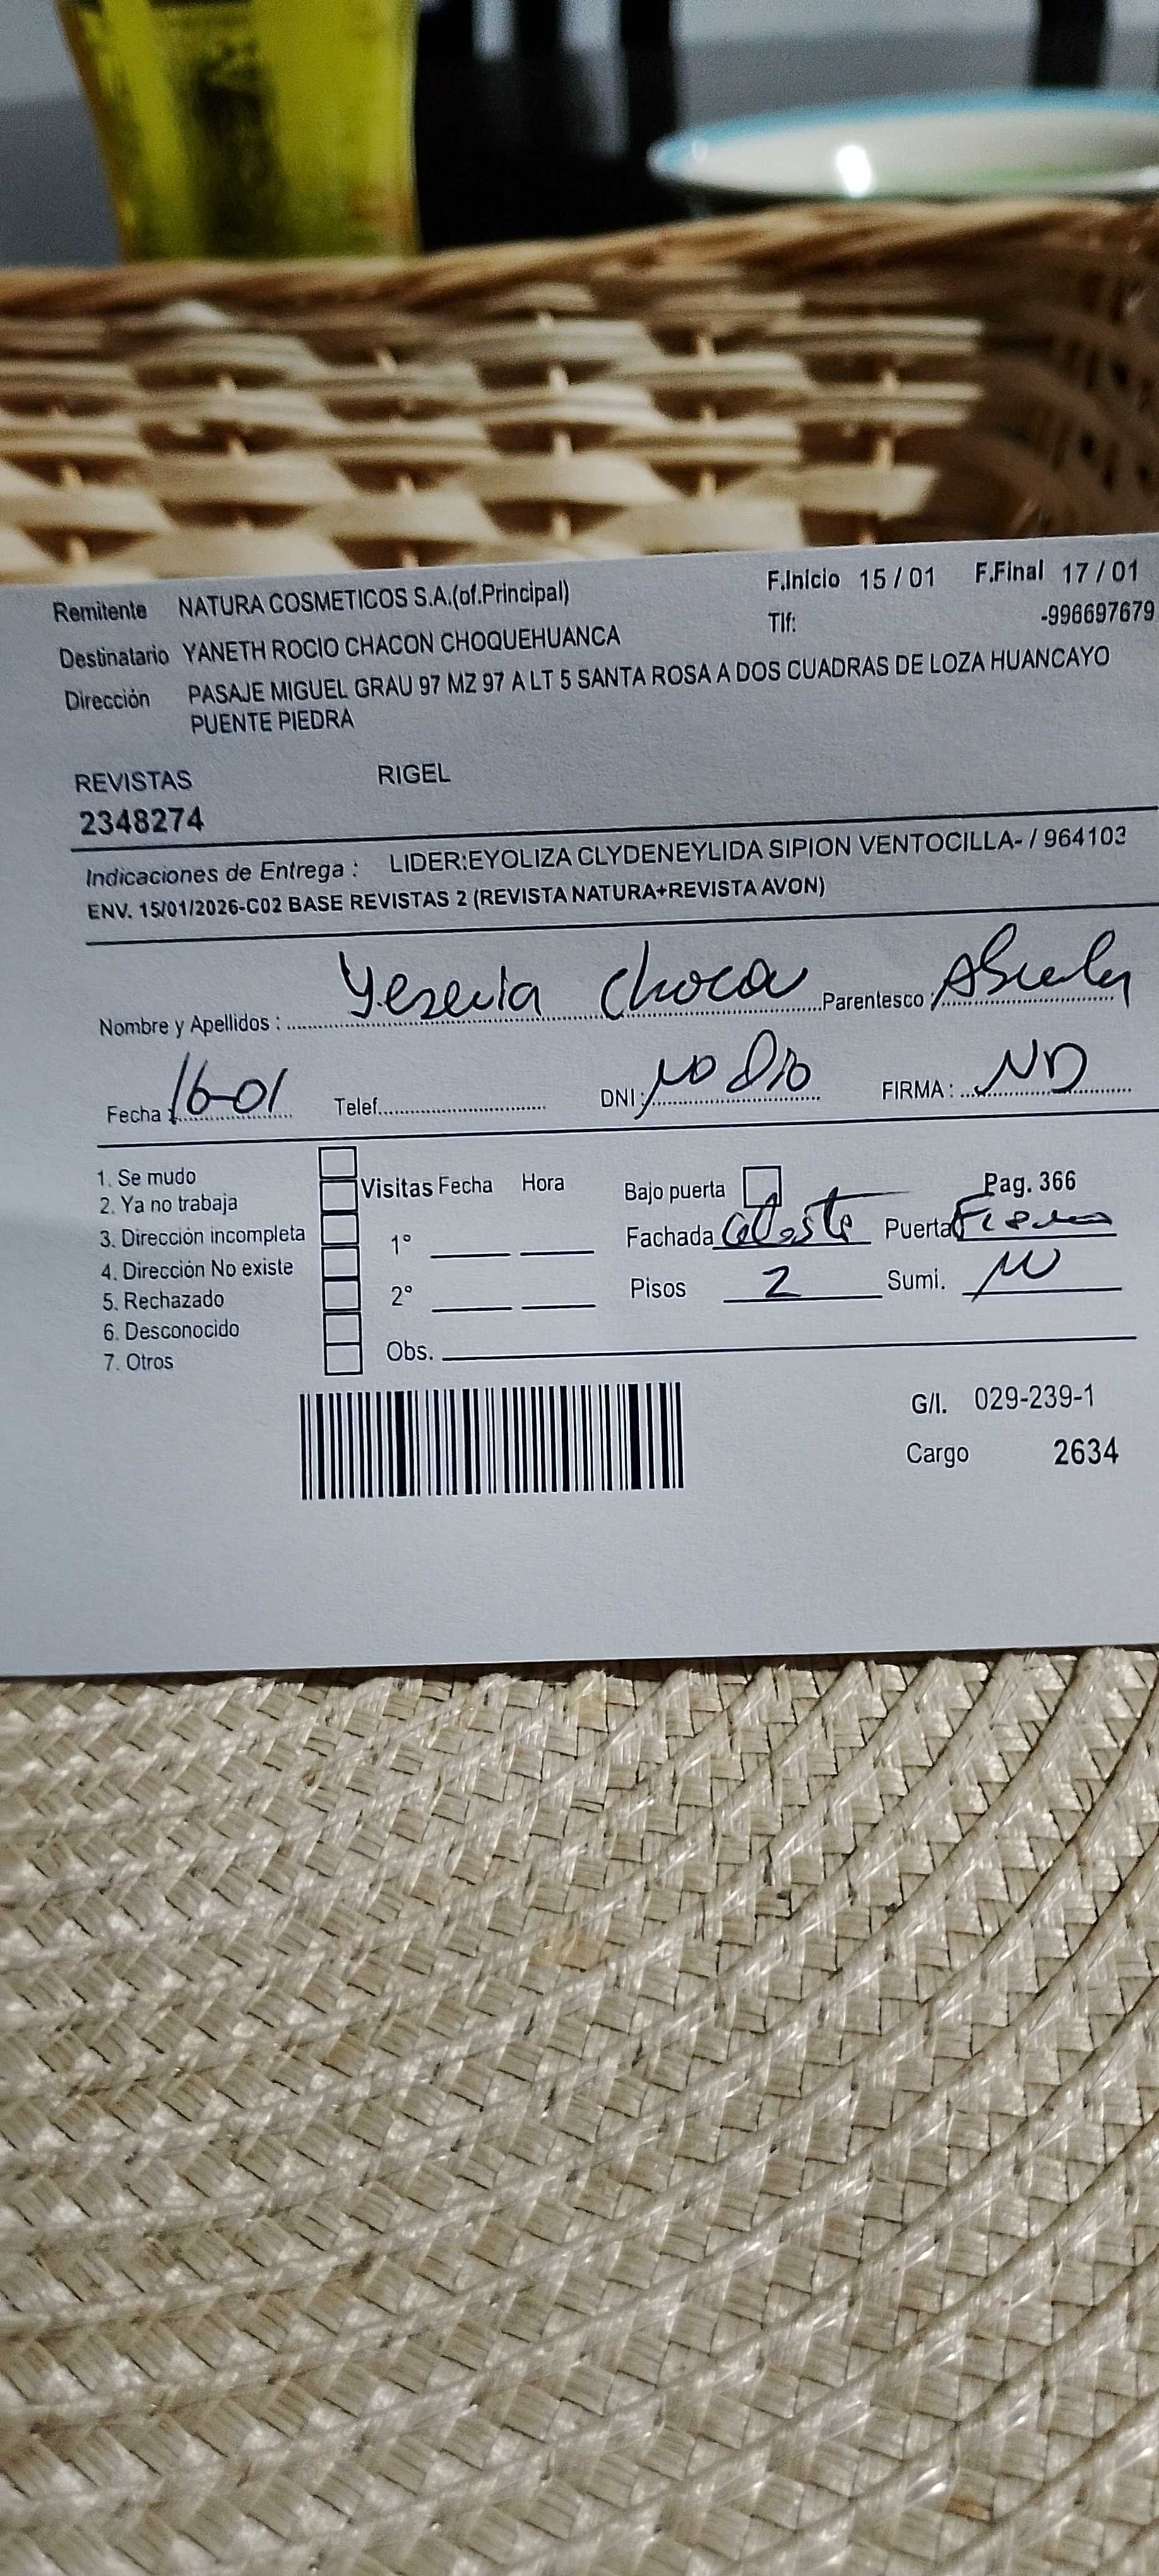 Remitente NATURA COSMETICOS S.A.(of.Principal) F.Inicio 15 / 01 F.Final 17 / 01
Destinatario YANETH ROCIO CHACON CHOQUEHUANCA Tlf: -996697679
Dirección PASAJE MIGUEL GRAU 97 MZ 97 A LT 5 SANTA ROSA A DOS CUADRAS DE LOZA HUANCAYO
PUENTE PIEDRA
REVISTAS RIGEL
2348274
Indicaciones de Entrega : LIDER:EYOLIZA CLYDENEYLIDA SIPION VENTOCILLA- / 964103
ENV. 15/01/2026-C02 BASE REVISTAS 2 (REVISTA NATURA+REVISTA AVON)
Nombre y Apellidos : Yesenia Parentesco :
Fecha : 16-01 Telef. DNI : NO DIO FIRMA : ND
1. Se mudo
2. Ya no trabaja Visitas Fecha Hora Bajo puerta Pag. 366
3. Dirección incompleta 1° Fachada celeste Puerta
4. Dirección No existe
5. Rechazado 2° Pisos 2 Sumi.
6. Desconocido
7. Otros Obs.
G/I. 029-239-1
Cargo 2634